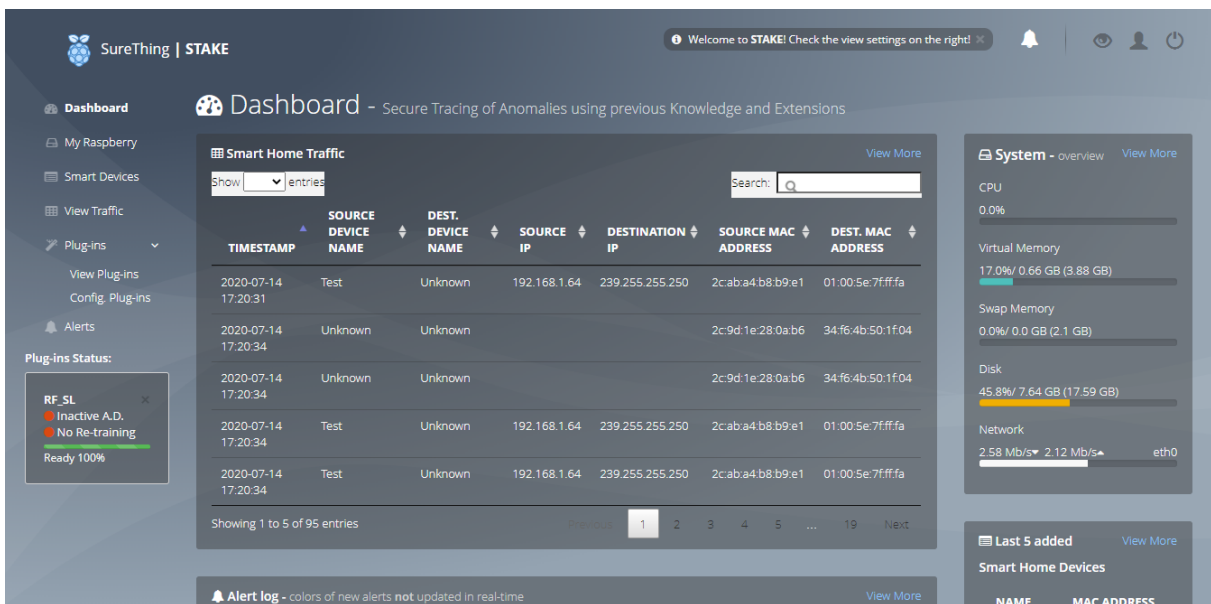 SureThing | STAKE
Welcome to STAKE! Check the view settings on the right! ×
Dashboard
My Raspberry
Smart Devices
View Traffic
Plug-ins
View Plug-ins
Config. Plug-ins
Alerts
Plug-ins Status:
RF_SL ×
Inactive A.D.
No Re-training
Ready 100%
Dashboard - Secure Tracing of Anomalies using previous Knowledge and Extensions
Smart Home Traffic View More
Show entries Search:
TIMESTAMP SOURCE DEVICE NAME DEST. DEVICE NAME SOURCE IP DESTINATION IP SOURCE MAC ADDRESS DEST. MAC ADDRESS
2020-07-14 17:20:31 Test Unknown 192.168.1.64 239.255.255.250 2c:ab:a4:b8:b9:e1 01:00:5e:7f:ff:fa
2020-07-14 17:20:34 Unknown Unknown 2c:9d:1e:28:0a:b6 34:f6:4b:50:1f:04
2020-07-14 17:20:34 Unknown Unknown 2c:9d:1e:28:0a:b6 34:f6:4b:50:1f:04
2020-07-14 17:20:34 Test Unknown 192.168.1.64 239.255.255.250 2c:ab:a4:b8:b9:e1 01:00:5e:7f:ff:fa
2020-07-14 17:20:34 Test Unknown 192.168.1.64 239.255.255.250 2c:ab:a4:b8:b9:e1 01:00:5e:7f:ff:fa
Showing 1 to 5 of 95 entries Previous 1 2 3 4 5 ... 19 Next
Alert log - colors of new alerts not updated in real-time View More
System - overview View More
CPU
0.0%
Virtual Memory
17.0%/ 0.66 GB (3.88 GB)
Swap Memory
0.0%/ 0.0 GB (2.1 GB)
Disk
45.8%/ 7.64 GB (17.59 GB)
Network
2.58 Mb/s 2.12 Mb/s eth0
Last 5 added View More
Smart Home Devices
NAME MAC ADDRESS